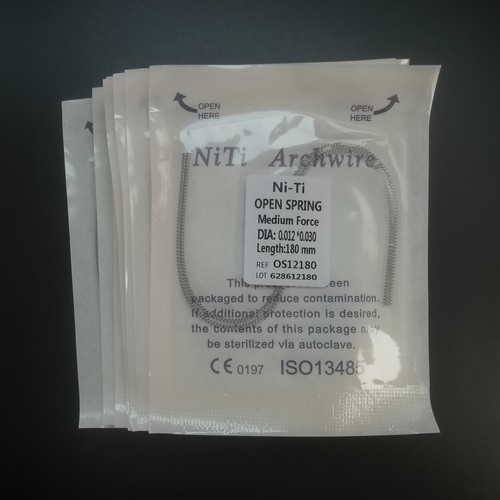 OPEN HERE
OPEN HERE
NiTi Archwire
Ni-Ti
OPEN SPRING
Medium Force
DIA: 0.012*0.030
Length:180 mm
REF OS12180
LOT 628612180
This been
packaged to reduce contamination.
If additional protection is desired,
the contents of this package may
be sterilized via autoclave.
CE 0197 ISO13485